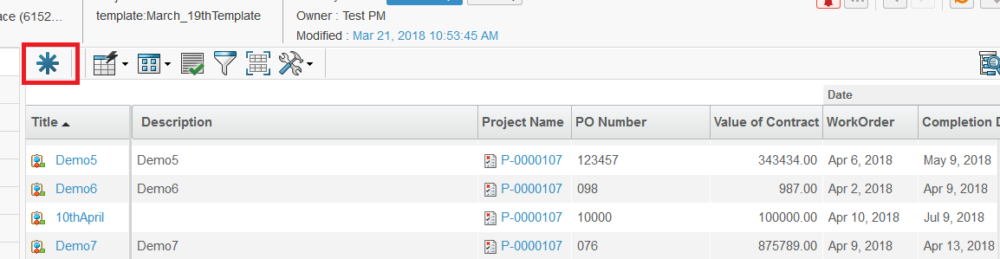 ace (6152...
template:March_19thTemplate
Owner : Test PM
Modified : Mar 21, 2018 10:53:45 AM
Date
Title Description Project Name PO Number Value of Contract WorkOrder Completion D
Demo5 Demo5 P-0000107 123457 343434.00 Apr 6, 2018 May 9, 2018
Demo6 Demo6 P-0000107 098 987.00 Apr 2, 2018 Apr 9, 2018
10thApril P-0000107 10000 100000.00 Apr 10, 2018 Jul 9, 2018
Demo7 Demo7 P-0000107 076 875789.00 Apr 9, 2018 Apr 13, 2018